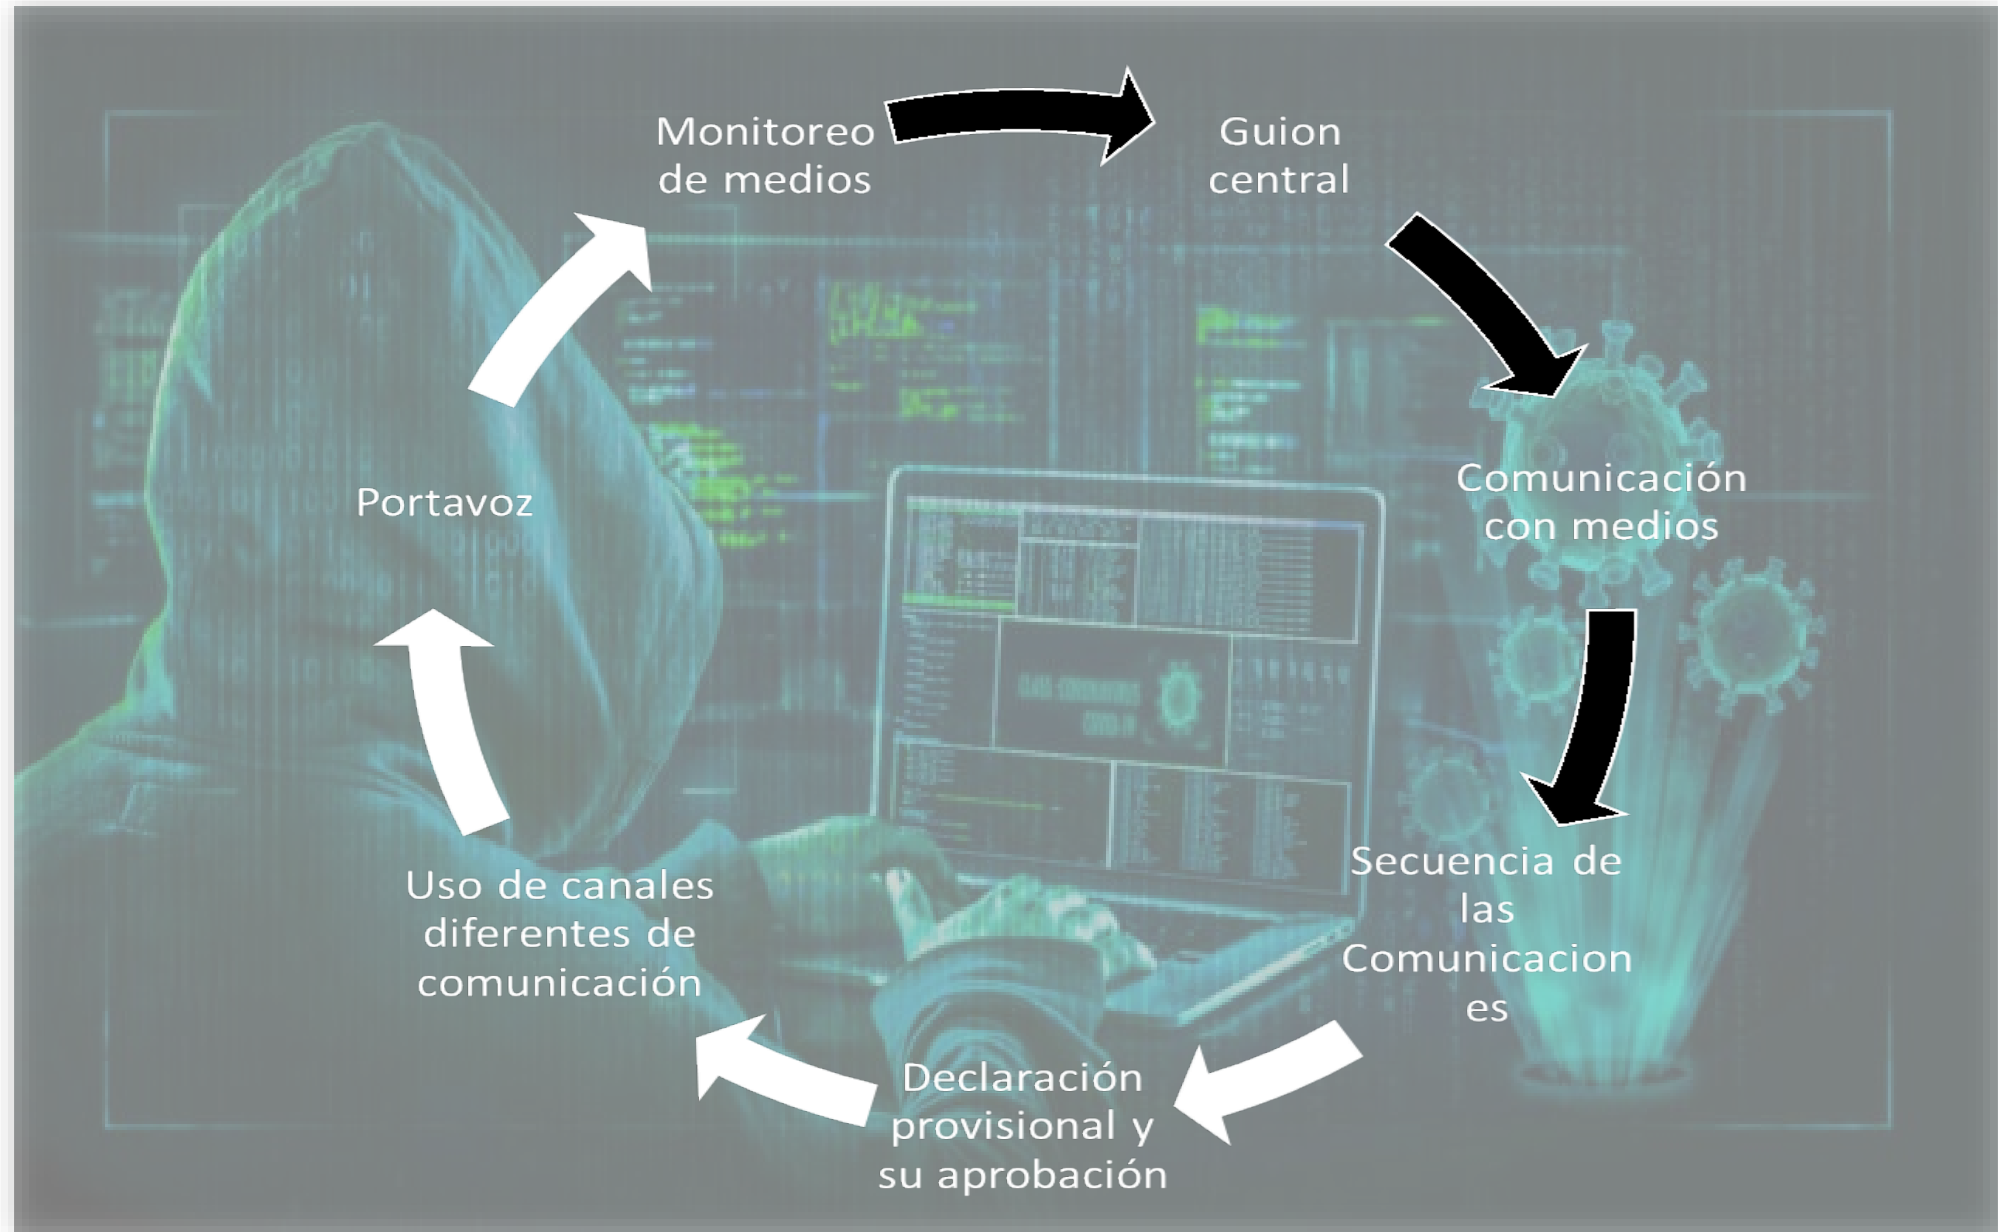 Monitoreo
de medios
Guion
central
Comunicación
con medios
Secuencia de
las
Comunicacion
es
Declaración
provisional y
su aprobación
Uso de canales
diferentes de
comunicación
Portavoz